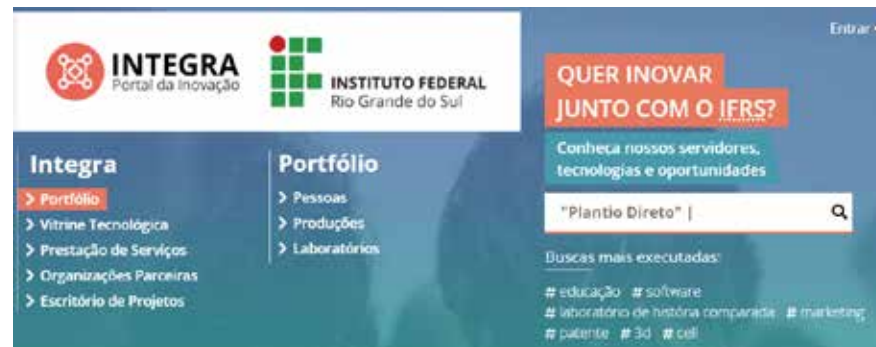 Entrar
INTEGRA
Portal da Inovação
INSTITUTO FEDERAL
Rio Grande do Sul
Integra
Portfólio
Vitrine Tecnológica
Prestação de Serviços
Organizações Parceiras
Escritório de Projetos
Portfólio
Pessoas
Produções
Laboratórios
QUER INOVAR
JUNTO COM O IFRS?
Conheça nossos servidores,
tecnologias e oportunidades
"Plantio Direto" |
Buscas mais executadas:
# educação # software
# laboratório de história comparada # marketing
# patente # 3d # cell